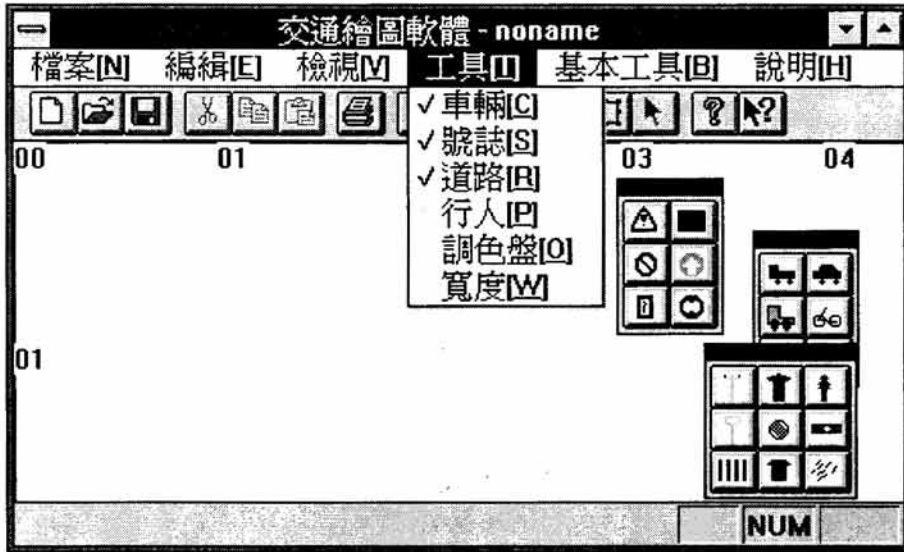 交通繪圖軟體 - noname
檔案[N] 編緝[E] 檢視[V] 工具[T] 基本工具[B] 說明[H]
✓車輛[C]
✓號誌[S]
✓道路[R]
行人[P]
調色盤[O]
寬度[W]
00 01 03 04
01
NUM